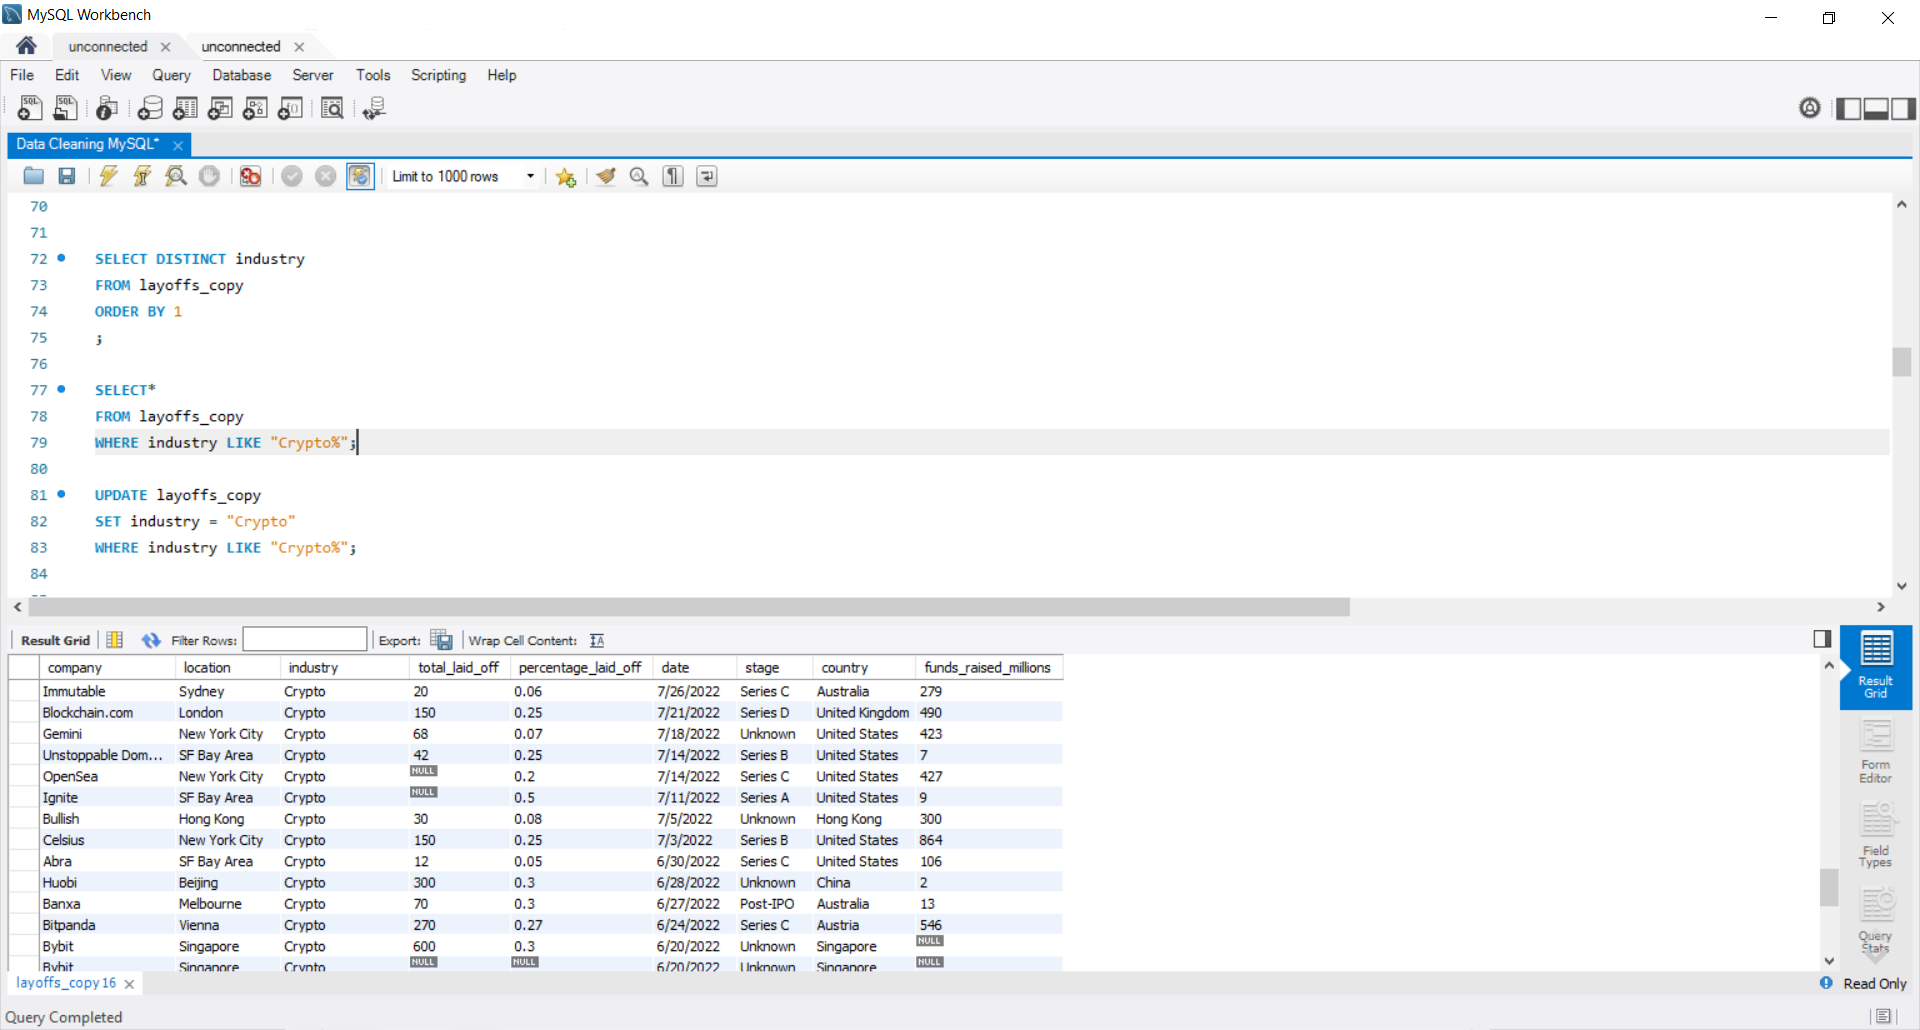 MySQL Workbench
unconnected unconnected
File Edit View Query Database Server Tools Scripting Help
Data Cleaning MySQL*
Limit to 1000 rows
70
71
72 SELECT DISTINCT industry
73 FROM layoffs_copy
74 ORDER BY 1
75 ;
76
77 SELECT*
78 FROM layoffs_copy
79 WHERE industry LIKE "Crypto%";
80
81 UPDATE layoffs_copy
82 SET industry = "Crypto"
83 WHERE industry LIKE "Crypto%";
84
Result Grid Filter Rows: Export: Wrap Cell Content:
company location industry total_laid_off percentage_laid_off date stage country funds_raised_millions
Immutable Sydney Crypto 20 0.06 7/26/2022 Series C Australia 279
Blockchain.com London Crypto 150 0.25 7/21/2022 Series D United Kingdom 490
Gemini New York City Crypto 68 0.07 7/18/2022 Unknown United States 423
Unstoppable Dom... SF Bay Area Crypto 42 0.25 7/14/2022 Series B United States 7
OpenSea New York City Crypto NULL 0.2 7/14/2022 Series C United States 427
Ignite SF Bay Area Crypto NULL 0.5 7/11/2022 Series A United States 9
Bullish Hong Kong Crypto 30 0.08 7/5/2022 Unknown Hong Kong 300
Celsius New York City Crypto 150 0.25 7/3/2022 Series B United States 864
Abra SF Bay Area Crypto 12 0.05 6/30/2022 Series C United States 106
Huobi Beijing Crypto 300 0.3 6/28/2022 Unknown China 2
Banxa Melbourne Crypto 70 0.3 6/27/2022 Post-IPO Australia 13
Bitpanda Vienna Crypto 270 0.27 6/24/2022 Series C Austria 546
Bybit Singapore Crypto 600 0.3 6/20/2022 Unknown Singapore NULL
Bybit Singapore Crypto NULL NULL 6/20/2022 Unknown Singapore NULL
Result
Grid
Form
Editor
Field
Types
Query
Stats
layoffs_copy 16 Read Only
Query Completed